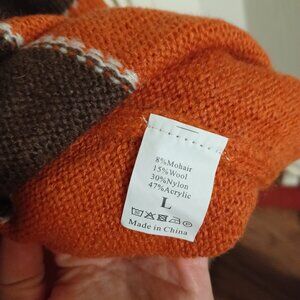 8%Mohair
15%Wool
30%Nylon
47%Acrylic
L
Made in China